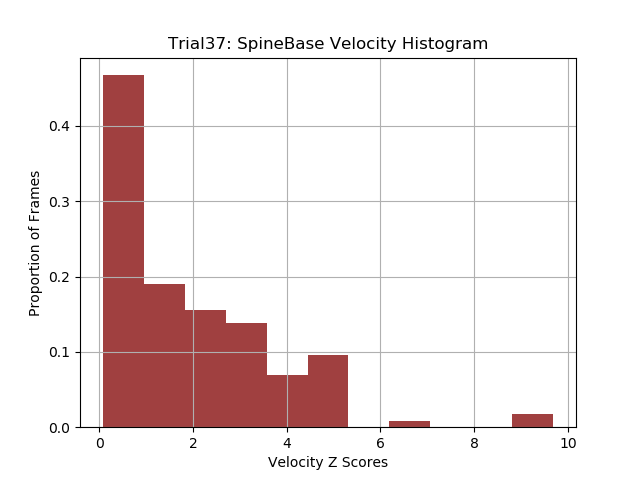 Trial37: SpineBase Velocity Histogram
Proportion of Frames
0.4
0.3
0.2
0.1
0.0
0 2 4 6 8 10
Velocity Z Scores